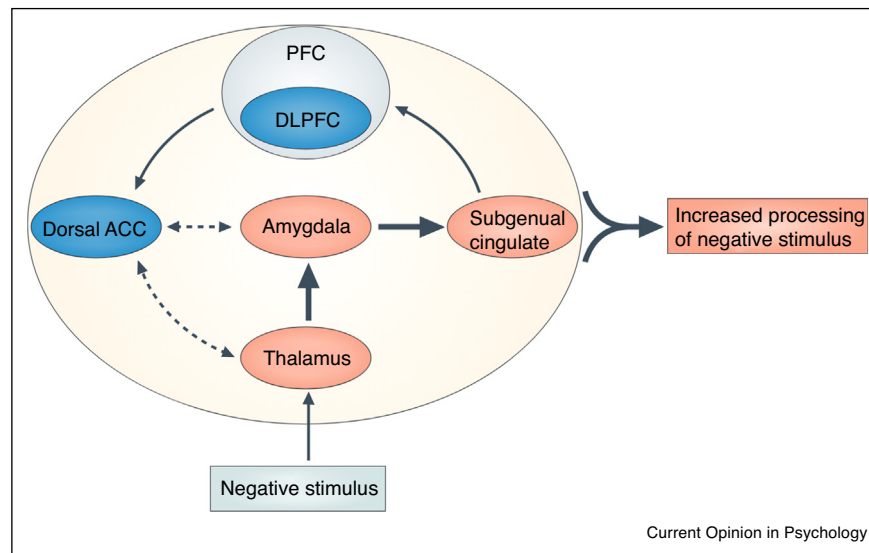 PFC
DLPFC
Dorsal ACC
Amygdala
Subgenual
cingulate
Increased processing
of negative stimulus
Thalamus
Negative stimulus
Current Opinion in Psychology